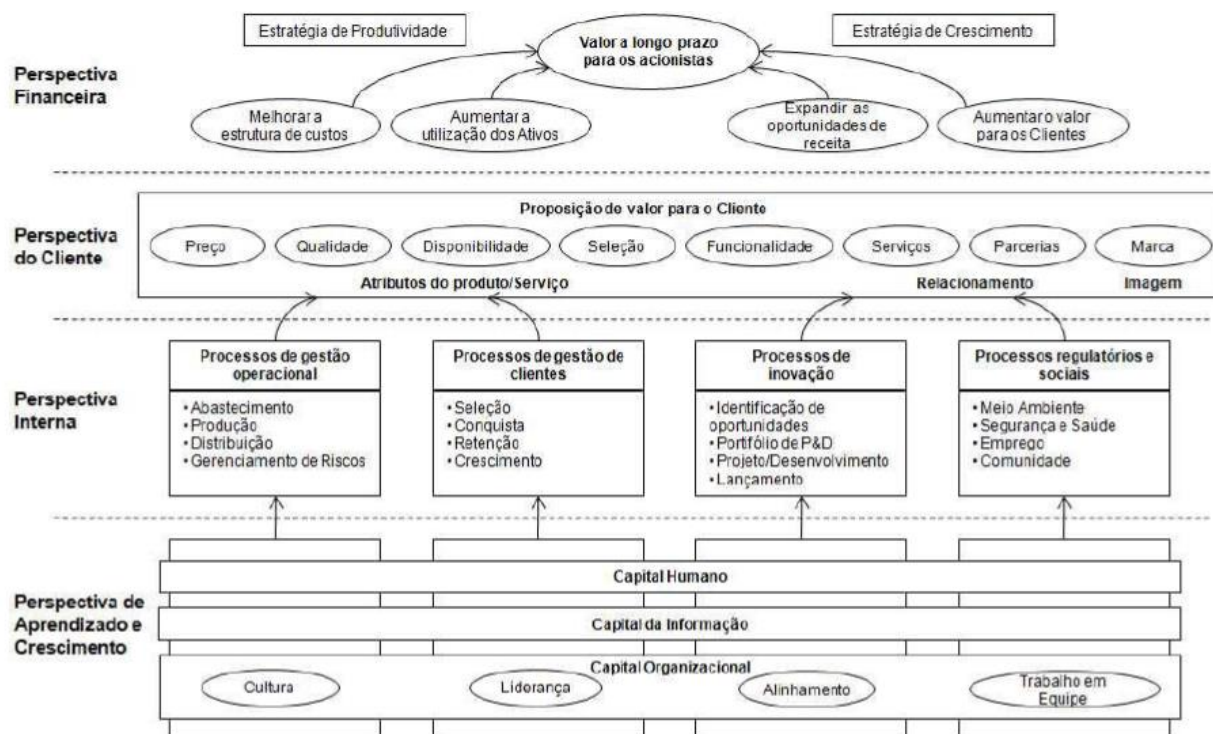 Estratégia de Produtividade
Valor a longo prazo
para os acionistas
Estratégia de Crescimento
Perspectiva
Financeira
Melhorar a
estrutura de custos
Aumentar a
utilização dos Ativos
Expandir as
oportunidades de
receita
Aumentar o valor
para os Clientes
Perspectiva
do Cliente
Proposição de valor para o Cliente
Preço
Qualidade
Disponibilidade
Seleção
Funcionalidade
Serviços
Parcerias
Marca
Atributos do produto/Serviço
Relacionamento
Imagem
Perspectiva
Interna
Processos de gestão
operacional
• Abastecimento
• Produção
• Distribuição
• Gerenciamento de Riscos
Processos de gestão de
clientes
• Seleção
• Conquista
• Retenção
• Crescimento
Processos de
inovação
• Identificação de
oportunidades
• Portfólio de P&D
• Projeto/Desenvolvimento
• Lançamento
Processos regulatórios e
sociais
• Meio Ambiente
• Segurança e Saúde
• Emprego
• Comunidade
Perspectiva de
Aprendizado e
Crescimento
Capital Humano
Capital da Informação
Capital Organizacional
Cultura
Liderança
Alinhamento
Trabalho em
Equipe